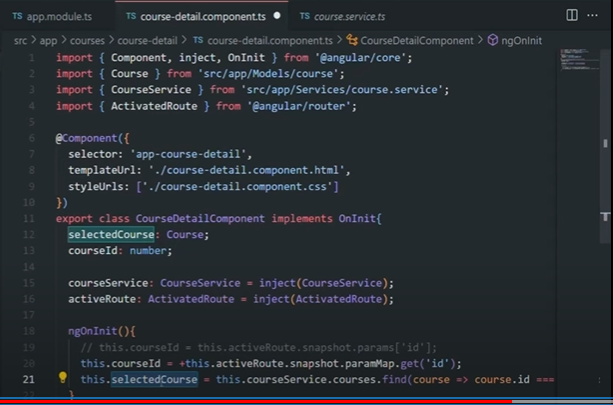 TS app.module.ts TS course-detail.component.ts TS course.service.ts
src > app > courses > course-detail > TS course-detail.component.ts > CourseDetailComponent > ngOnInit
1 import { Component, inject, OnInit } from '@angular/core';
2 import { Course } from 'src/app/Models/course';
3 import { CourseService } from 'src/app/Services/course.service';
4 import { ActivatedRoute } from '@angular/router';
5
6 @Component({
7 selector: 'app-course-detail',
8 templateUrl: './course-detail.component.html',
9 styleUrls: ['./course-detail.component.css']
10 })
11 export class CourseDetailComponent implements OnInit{
12 selectedCourse: Course;
13 courseId: number;
14
15 courseService: CourseService = inject(CourseService);
16 activeRoute: ActivatedRoute = inject(ActivatedRoute);
17
18 ngOnInit(){
19 // this.courseId = this.activeRoute.snapshot.params['id'];
20 this.courseId = +this.activeRoute.snapshot.paramMap.get('id');
21 this.selectedCourse = this.courseService.courses.find(course => course.id ===
}